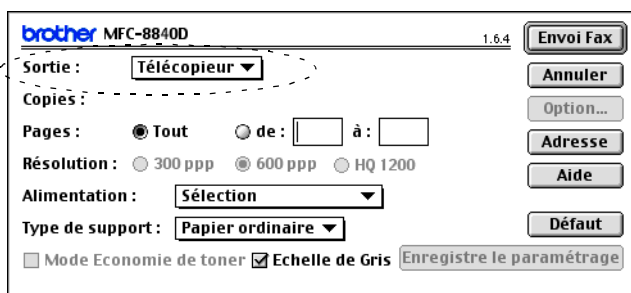 brother MFC-8840D 1.6.4 Envoi Fax
Sortie : Télécopieur Annuler
Copies : Option...
Pages : Tout de : à : Adresse
Résolution : 300 ppp 600 ppp HQ 1200 Aide
Alimentation : Sélection
Type de support : Papier ordinaire Défaut
Mode Economie de toner Echelle de Gris Enregistre le paramétrage